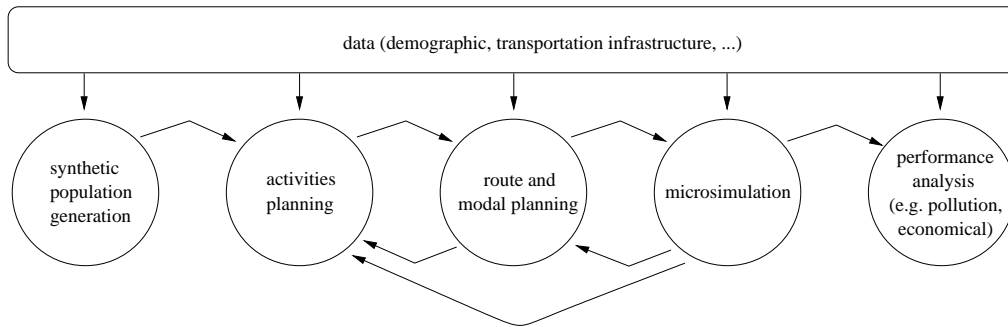 data (demographic, transportation infrastructure, ...)
synthetic
population
generation
activities
planning
route and
modal planning
microsimulation
performance
analysis
(e.g. pollution,
economical)